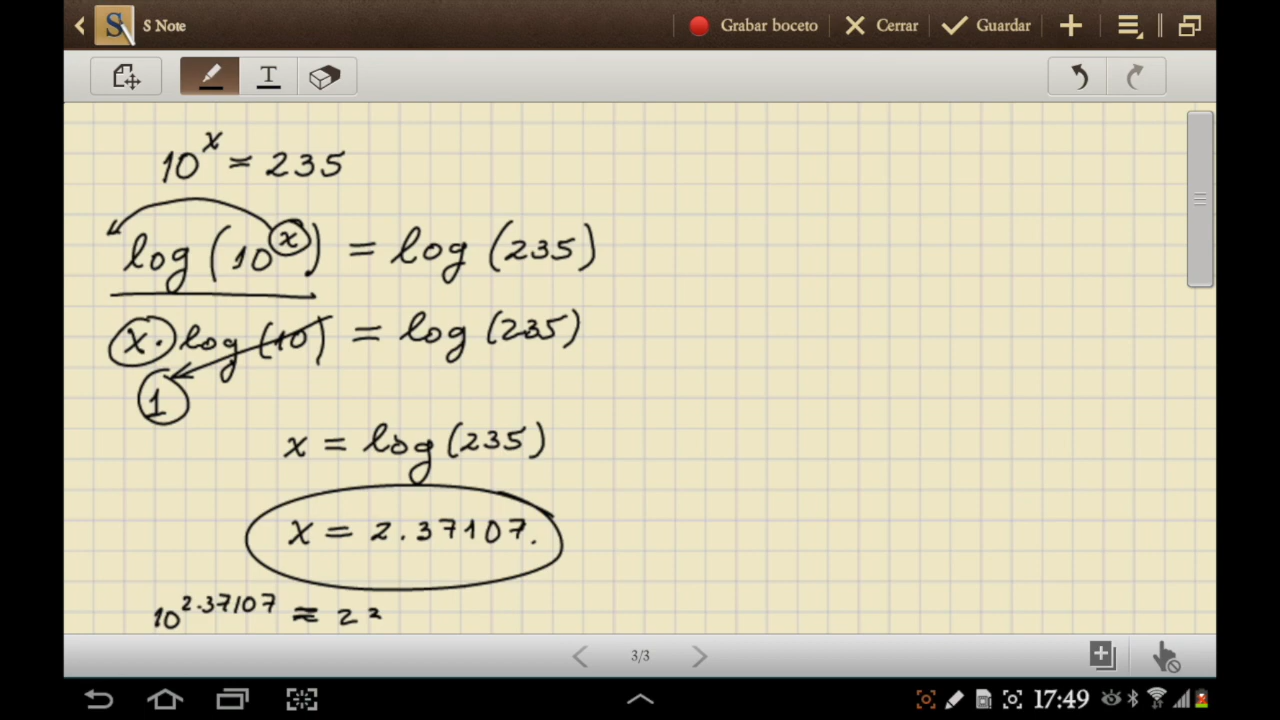 S Note
Grabar boceto
Cerrar
Guardar
T
10^x = 235
log (10^x) = log (235)
x · log (10) = log (235)
1
x = log (235)
x = 2.37107.
10^2.37107 ≈ 2
3/3
17:49